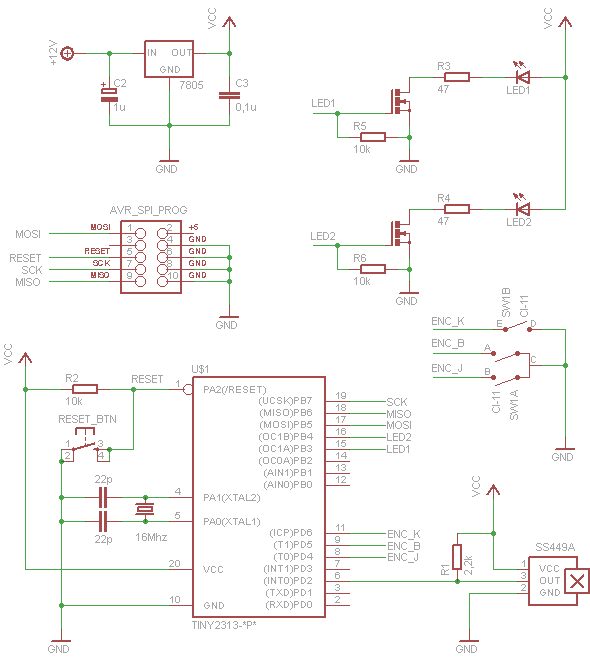 +12V
IN OUT
GND
7805
VCC
C2
1u
C3
0,1u
GND
VCC
R3
47
LED1
LED1
R5
10k
GND
R4
47
LED2
LED2
R6
10k
GND
AVR_SPI_PROG
MOSI MOSI 1 2 +5
3 4 GND
RESET RESET 5 6 GND
SCK SCK 7 8 GND
MISO MISO 9 10 GND
GND
SW1B
CI-11
ENC_K E D
ENC_B A
C
ENC_J B
CI-11
SW1A
GND
VCC
R2
10k
RESET
RESET_BTN
1 3
2 4
22p
22p
16Mhz
GND
U$1
1 PA2(/RESET)
(UCSK)PB7 19 SCK
(MISO)PB6 18 MISO
(MOSI)PB5 17 MOSI
(OC1B)PB4 16 LED2
(OC1A)PB3 15 LED1
(OC0A)PB2 14
(AIN1)PB1 13
(AIN0)PB0 12
4 PA1(XTAL2)
5 PA0(XTAL1)
(ICP)PD6 11 ENC_K
(T1)PD5 9 ENC_B
(T0)PD4 8 ENC_J
20 VCC
(INT1)PD3 7
(INT0)PD2 6
(TXD)PD1 3
10 GND
(RXD)PD0 2
TINY2313-*P*
VCC
R1
2,2k
SS449A
1 VCC
3 OUT
2 GND
GND